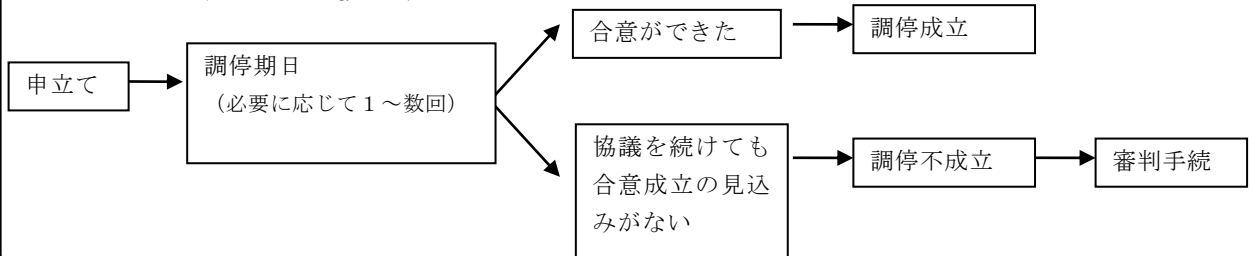 申立て
調停期日
（必要に応じて１～数回）
合意ができた
調停成立
協議を続けても
合意成立の見込
みがない
調停不成立
審判手続